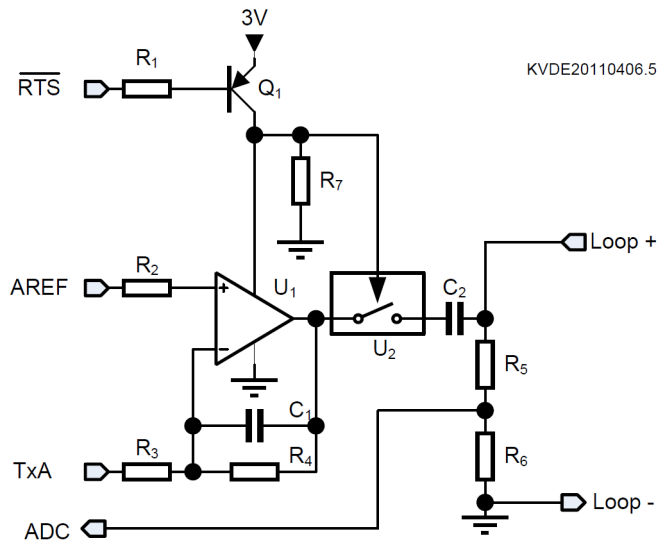 3V
KVDE20110406.5
R1
RTS
Q1
R7
Loop +
AREF
R2
+
U1
C2
−
U2
R5
C1
TxA
R3
R4
R6
Loop -
ADC